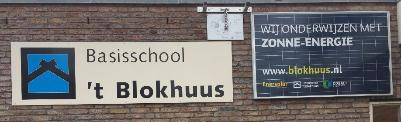 Basisschool
't Blokhuus
WIJ ONDERWIJZEN MET
ZONNE-ENERGIE
www.blokhuus.nl